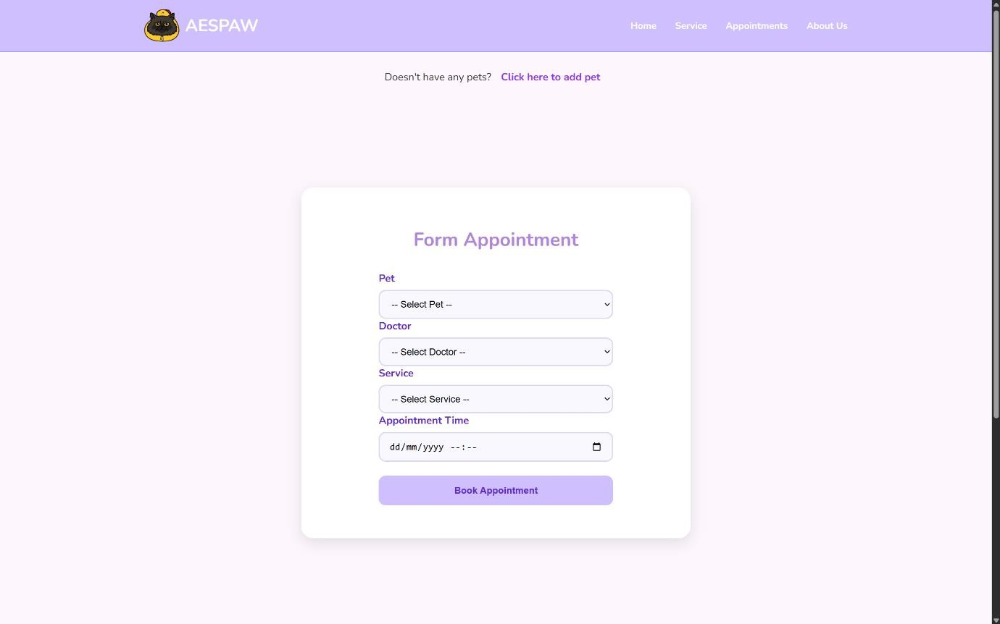 AESPAW
Home Service Appointments About Us
Doesn't have any pets? Click here to add pet
Form Appointment
Pet
-- Select Pet --
Doctor
-- Select Doctor --
Service
-- Select Service --
Appointment Time
dd/mm/yyyy --:--
Book Appointment